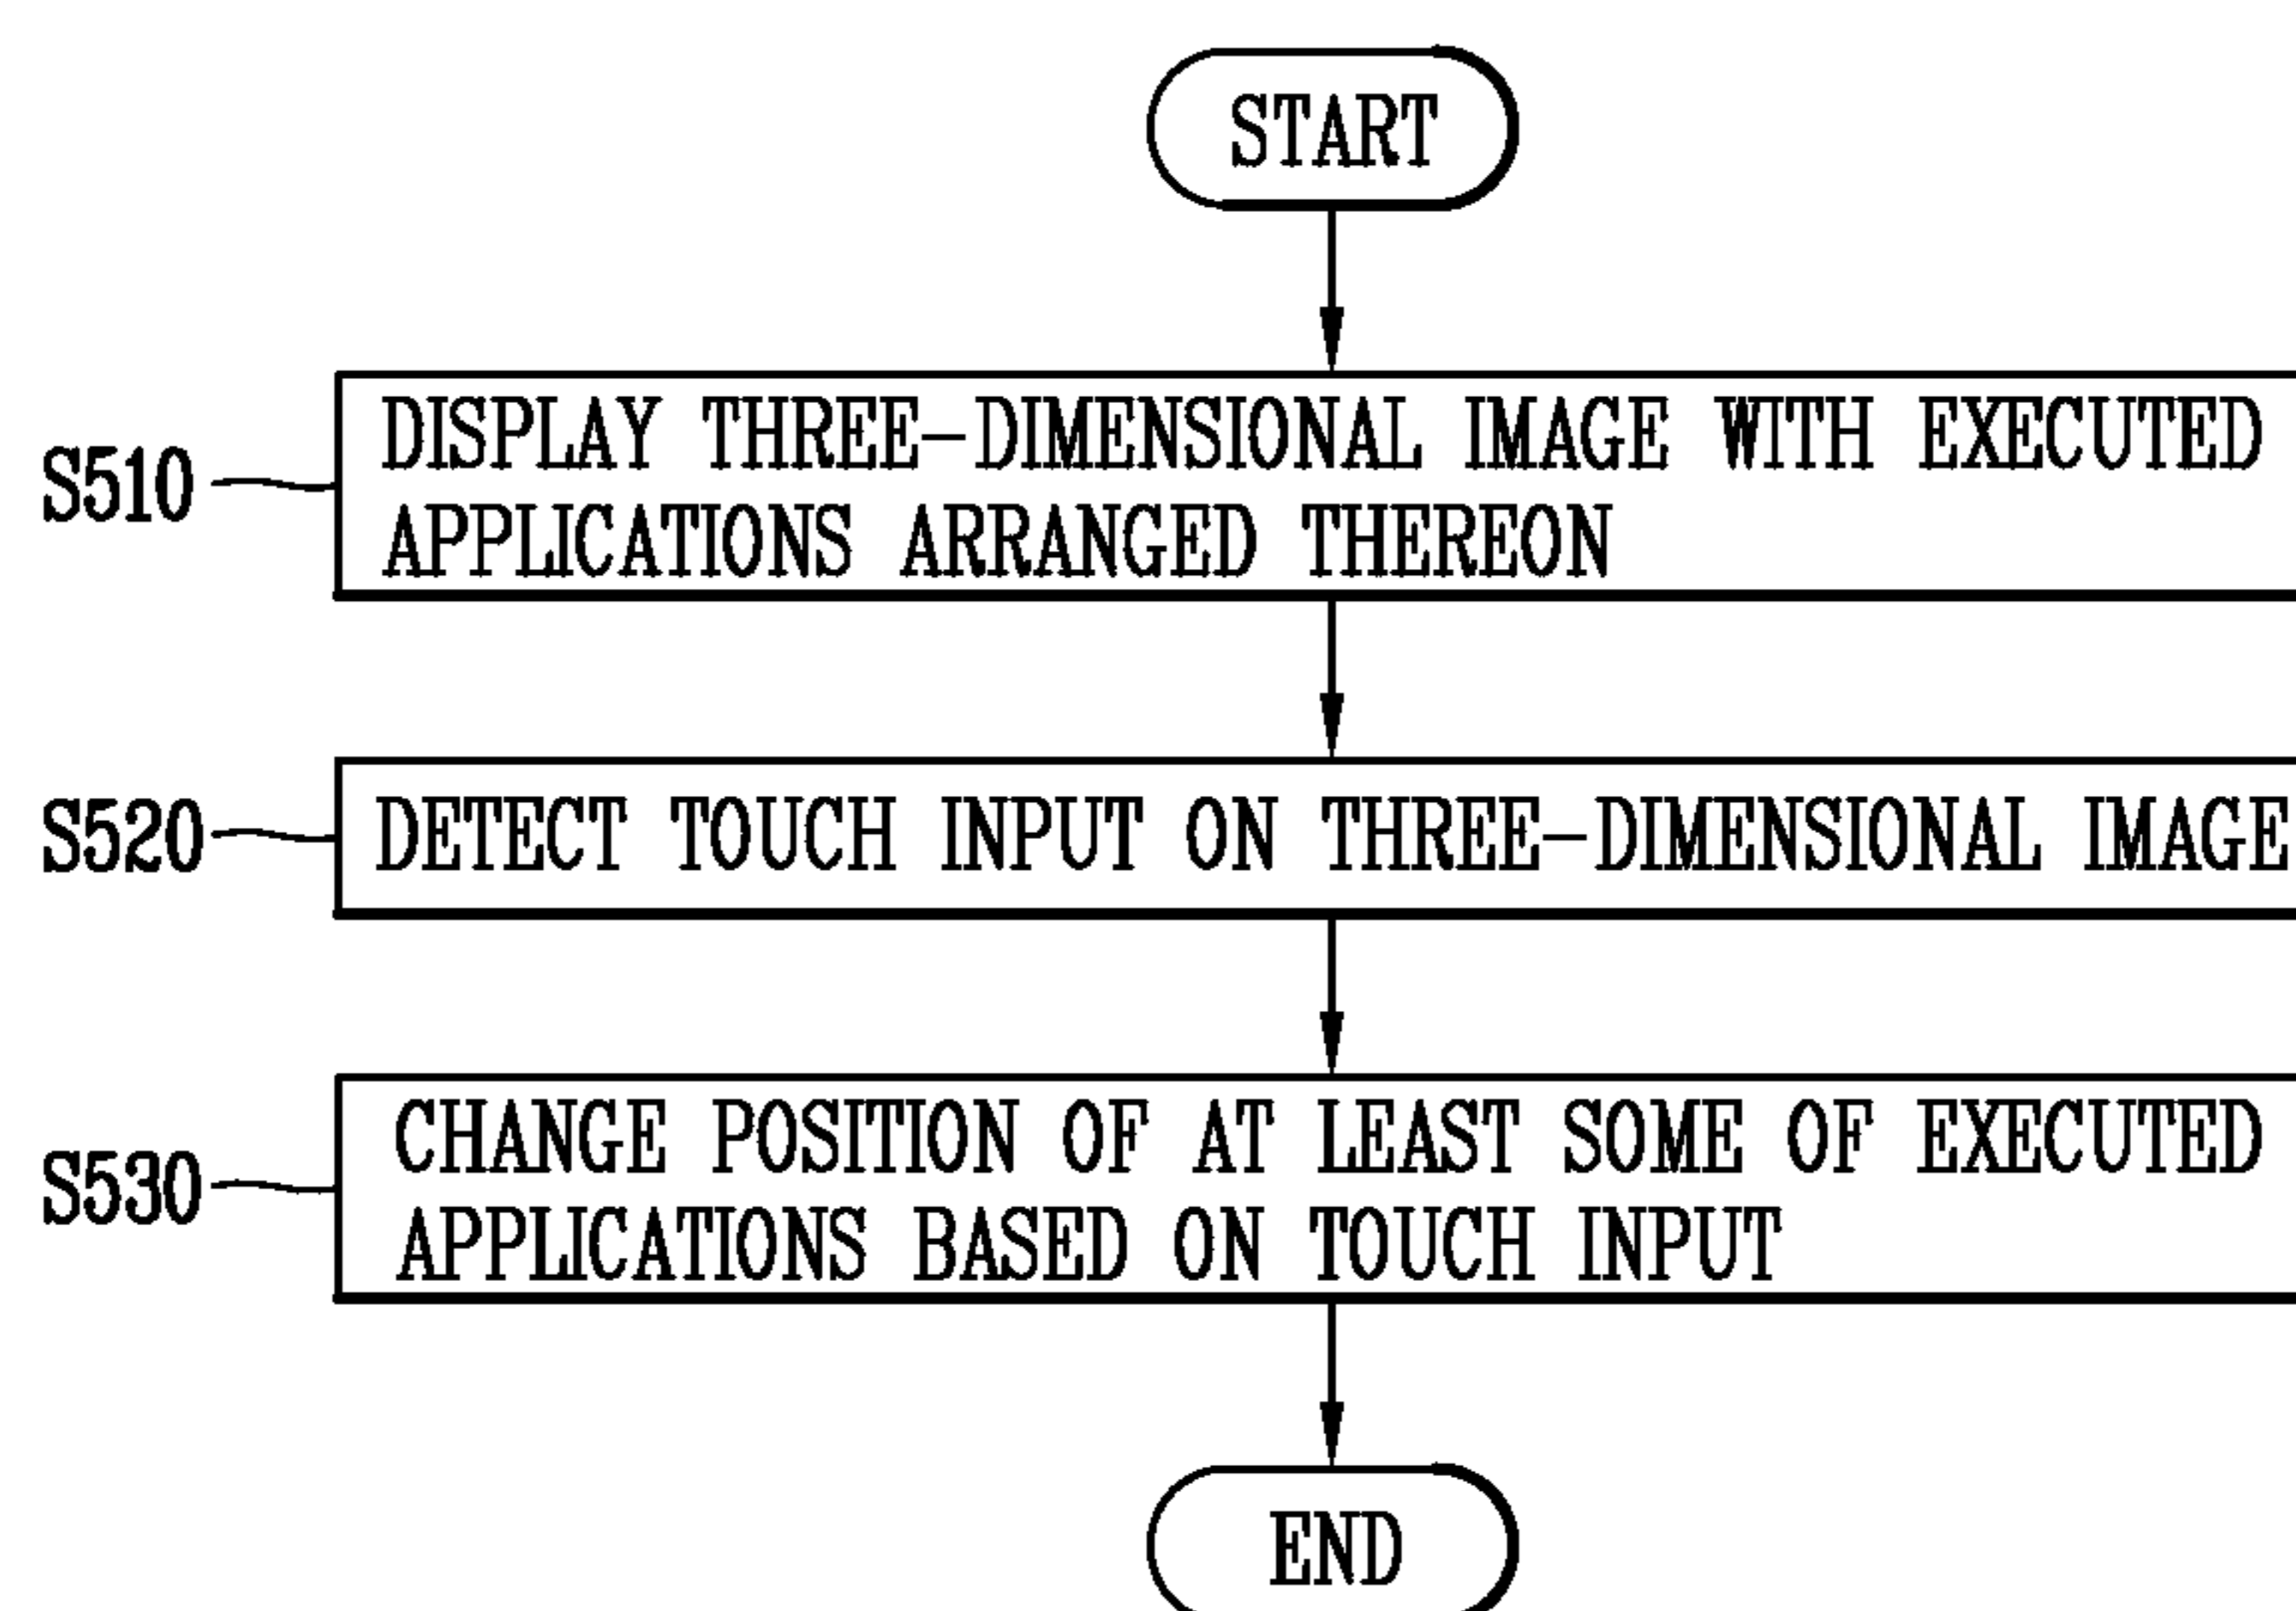 START
S510
DISPLAY THREE-DIMENSIONAL IMAGE WITH EXECUTED
APPLICATIONS ARRANGED THEREON
S520
DETECT TOUCH INPUT ON THREE-DIMENSIONAL IMAGE
S530
CHANGE POSITION OF AT LEAST SOME OF EXECUTED
APPLICATIONS BASED ON TOUCH INPUT
END